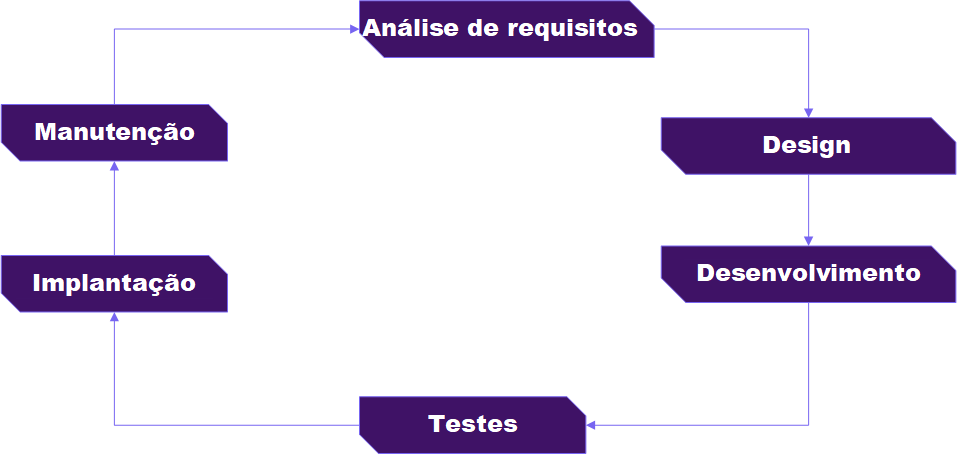 Análise de requisitos
Design
Desenvolvimento
Testes
Implantação
Manutenção